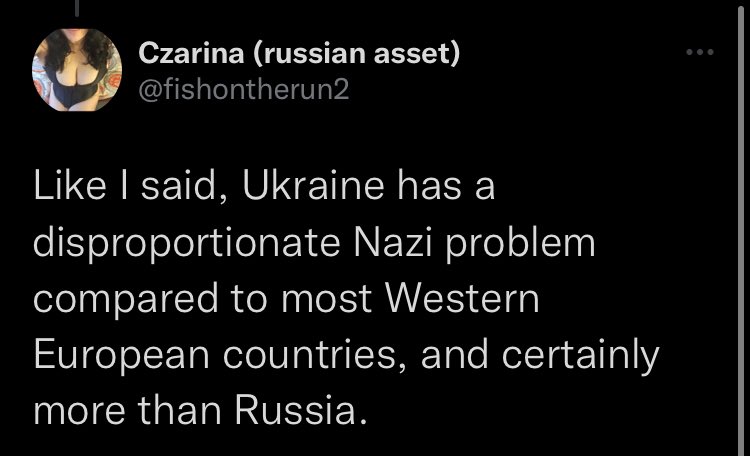 Czarina (russian asset)
@fishontherun2
Like I said, Ukraine has a
disproportionate Nazi problem
compared to most Western
European countries, and certainly
more than Russia.